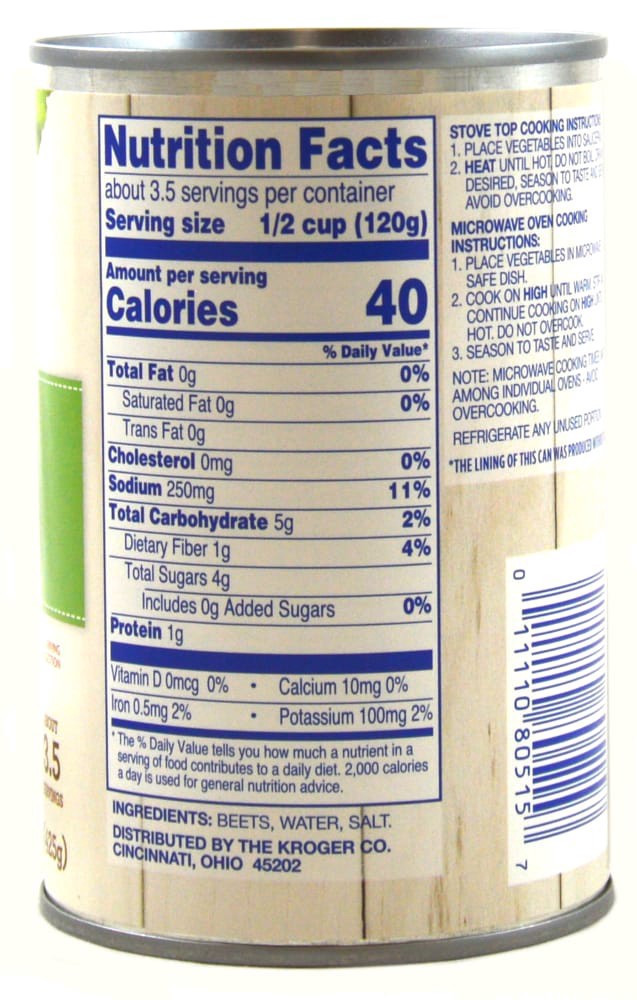 Nutrition Facts
about 3.5 servings per container
Serving size 1/2 cup (120g)
Amount per serving
Calories 40
% Daily Value*
Total Fat 0g 0%
Saturated Fat 0g 0%
Trans Fat 0g
Cholesterol 0mg 0%
Sodium 250mg 11%
Total Carbohydrate 5g 2%
Dietary Fiber 1g 4%
Total Sugars 4g
Includes 0g Added Sugars 0%
Protein 1g
Vitamin D 0mcg 0% • Calcium 10mg 0%
Iron 0.5mg 2% • Potassium 100mg 2%
* The % Daily Value tells you how much a nutrient in a
serving of food contributes to a daily diet. 2,000 calories
a day is used for general nutrition advice.
INGREDIENTS: BEETS, WATER, SALT.
DISTRIBUTED BY THE KROGER CO.
CINCINNATI, OHIO 45202
STOVE TOP COOKING
1. PLACE VEGETABLES INTO
2. HEAT UNTIL HOT, DO NOT BOIL.
DESIRED, SEASON TO TASTE
AVOID OVERCOOKING.
MICROWAVE OVEN COOKING
INSTRUCTIONS:
1. PLACE VEGETABLES IN
SAFE DISH.
2. COOK ON HIGH UNTIL WARM.
CONTINUE COOKING ON HIGH
HOT. DO NOT OVERCOOK.
3. SEASON TO TASTE AND SERVE.
NOTE: MICROWAVE COOKING
AMONG INDIVIDUAL OVENS -
OVERCOOKING.
REFRIGERATE ANY UNUSED
*THE LINING OF THIS CAN WAS PRODUCED
0 11110 80515 7
3.5